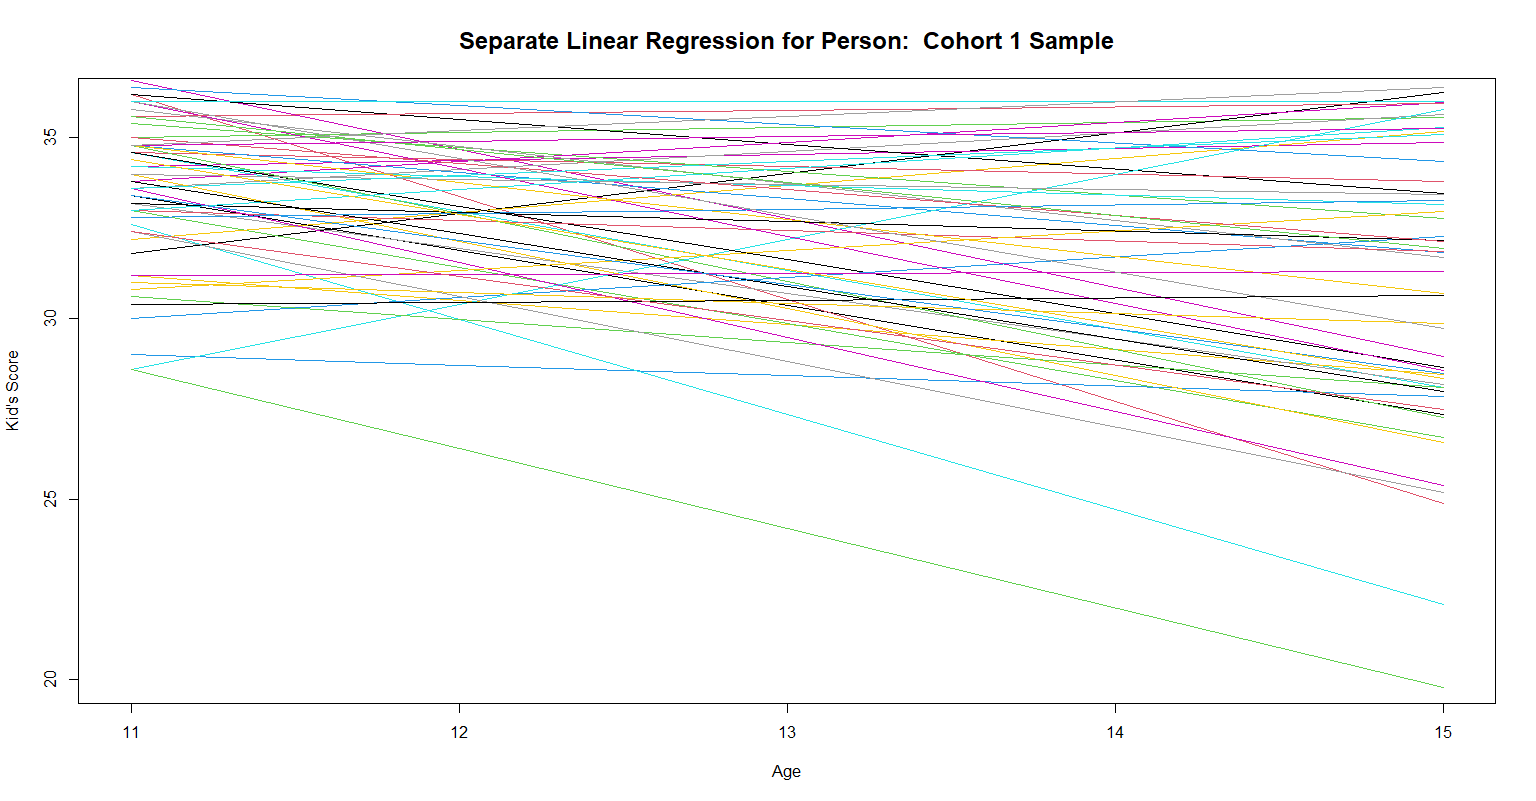 Separate Linear Regression for Person:  Cohort 1 Sample
35
30
25
20
Kid's Score
11 12 13 14 15
Age